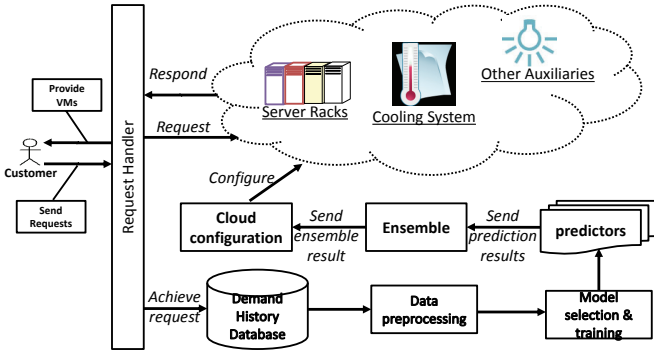 Provide
VMs
Customer
Send
Requests
Request Handler
Respond
Request
Server Racks
Cooling System
Other Auxiliaries
Configure
Cloud
configuration
Send
ensemble
result
Ensemble
Send
prediction
results
predictors
Achieve
request
Demand
History
Database
Data
preprocessing
Model
selection &
training